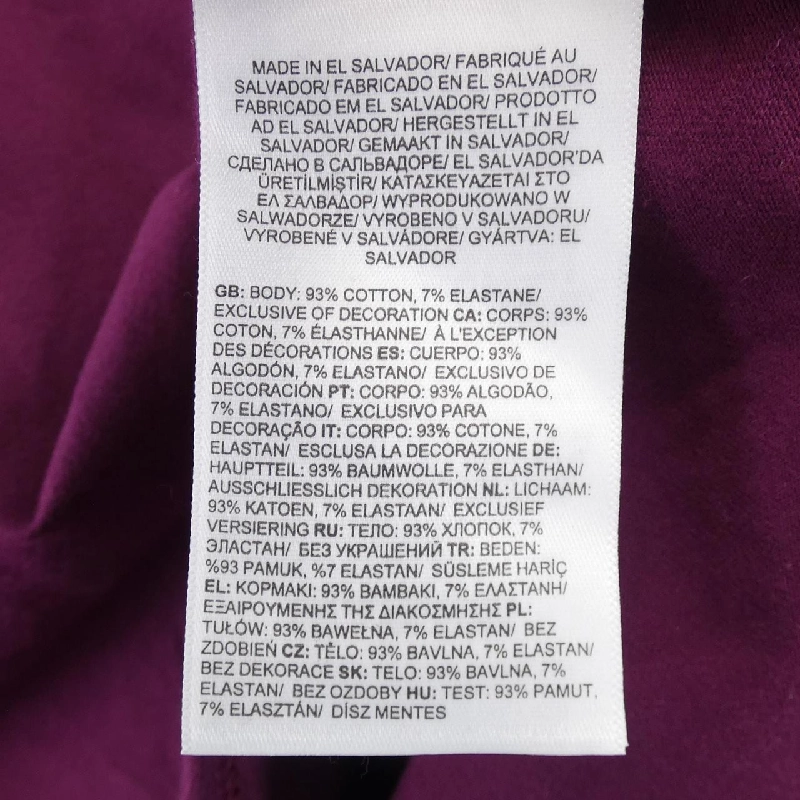 MADE IN EL SALVADOR/ FABRIQUÉ AU
SALVADOR/ FABRICADO EN EL SALVADOR/
FABRICADO EM EL SALVADOR/ PRODOTTO
AD EL SALVADOR/ HERGESTELLT IN EL
SALVADOR/ GEMAAKT IN SALVADOR/
СДЕЛАНО В САЛЬВАДОРЕ/ EL SALVADOR'DA
ÜRETİLMİŞTİR/ ΚΑΤΑΣΚΕΥΑΖΕΤΑΙ ΣΤΟ
ΕΛ ΣΑΛΒΑΔΟΡ/ WYPRODUKOWANO W
SALWADORZE/ VYROBENO V SALVADORU/
VYROBENÉ V SALVÁDORE/ GYÁRTVA: EL
SALVADOR
GB: BODY: 93% COTTON, 7% ELASTANE/
EXCLUSIVE OF DECORATION CA: CORPS: 93%
COTON, 7% ÉLASTHANNE/ À L'EXCEPTION
DES DÉCORATIONS ES: CUERPO: 93%
ALGODÓN, 7% ELASTANO/ EXCLUSIVO DE
DECORACIÓN PT: CORPO: 93% ALGODÃO,
7% ELASTANO/ EXCLUSIVO PARA
DECORAÇÃO IT: CORPO: 93% COTONE, 7%
ELASTAN/ ESCLUSA LA DECORAZIONE DE:
HAUPTTEIL: 93% BAUMWOLLE, 7% ELASTHAN/
AUSSCHLIESSLICH DEKORATION NL: LICHAAM:
93% KATOEN, 7% ELASTAAN/ EXCLUSIEF
VERSIERING RU: ТЕЛО: 93% ХЛОПОК, 7%
ЭЛАСТАН/ БЕЗ УКРАШЕНИЙ TR: BEDEN:
%93 PAMUK, %7 ELASTAN/ SÜSLEME HARİÇ
EL: ΚΟΡΜΑΚΙ: 93% ΒΑΜΒΑΚΙ, 7% ΕΛΑΣΤΑΝΗ/
ΕΞΑΙΡΟΥΜΕΝΗΣ ΤΗΣ ΔΙΑΚΟΣΜΗΣΗΣ PL:
TUŁÓW: 93% BAWEŁNA, 7% ELASTAN/ BEZ
ZDOBIEŃ CZ: TĚLO: 93% BAVLNA, 7% ELASTAN/
BEZ DEKORACE SK: TELO: 93% BAVLNA, 7%
ELASTAN/ BEZ OZDOBY HU: TEST: 93% PAMUT,
7% ELASZTÁN/ DÍSZ MENTES